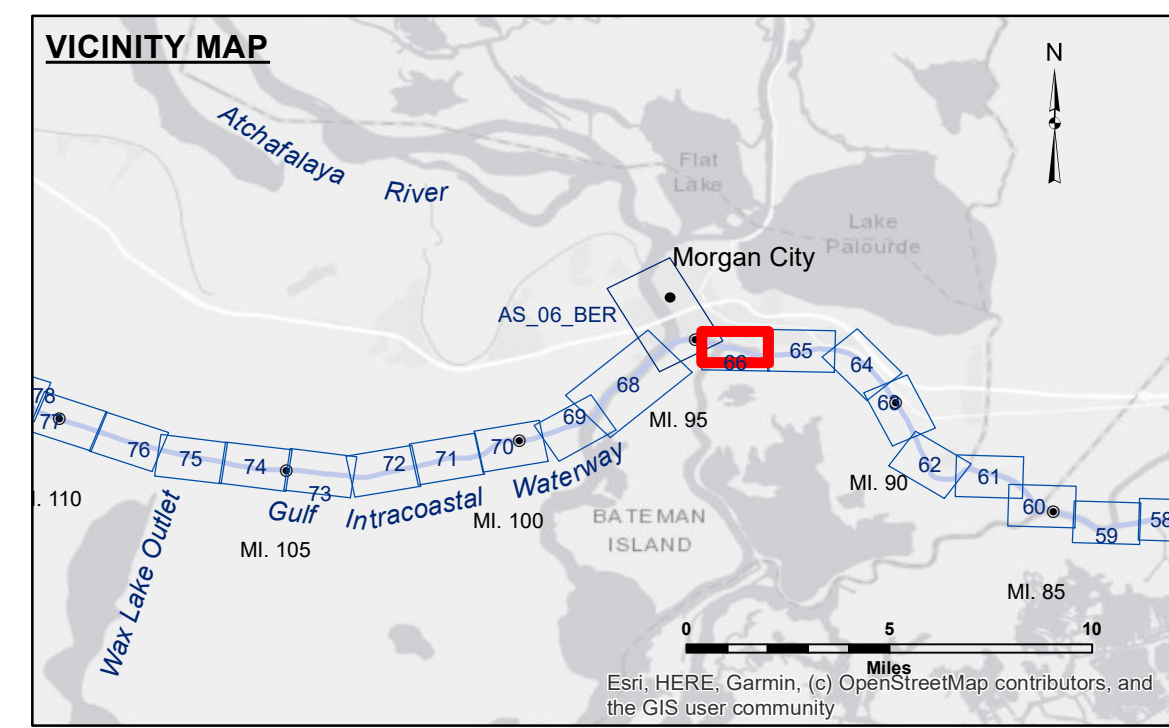 VICINITY MAP
N
Atchafalaya
River
Flat
Lake
Lake
Palourde
Morgan City
AS_06_BER
66
65
64
63
68
MI. 95
69
62
61
60
59
58
MI. 90
78
77
76
75
74
73
72
71
70
Gulf Intracoastal Waterway
MI. 100
MI. 105
. 110
Wax Lake Outlet
BATEMAN
ISLAND
MI. 85
0 5 10
Miles
Esri, HERE, Garmin, (c) OpenStreetMap contributors, and
the GIS user community